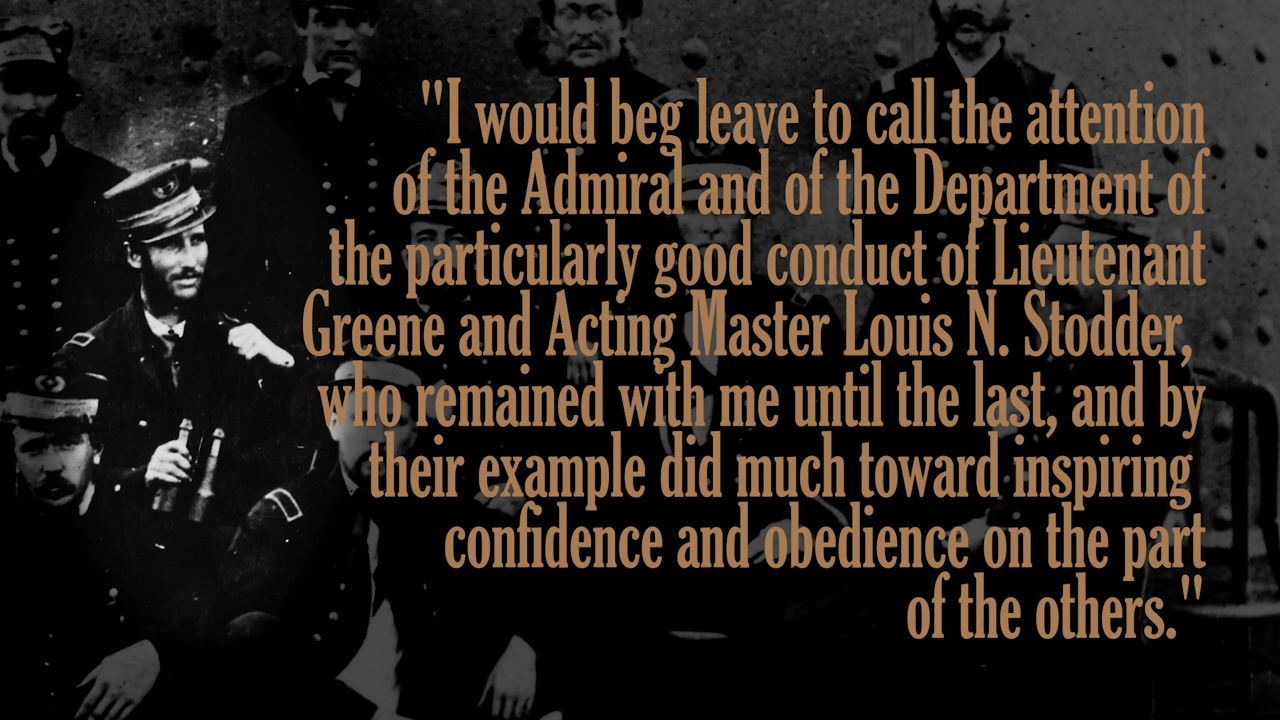 "I would beg leave to call the attention
of the Admiral and of the Department of
the particularly good conduct of Lieutenant
Greene and Acting Master Louis N. Stodder,
who remained with me until the last, and by
their example did much toward inspiring
confidence and obedience on the part
of the others."